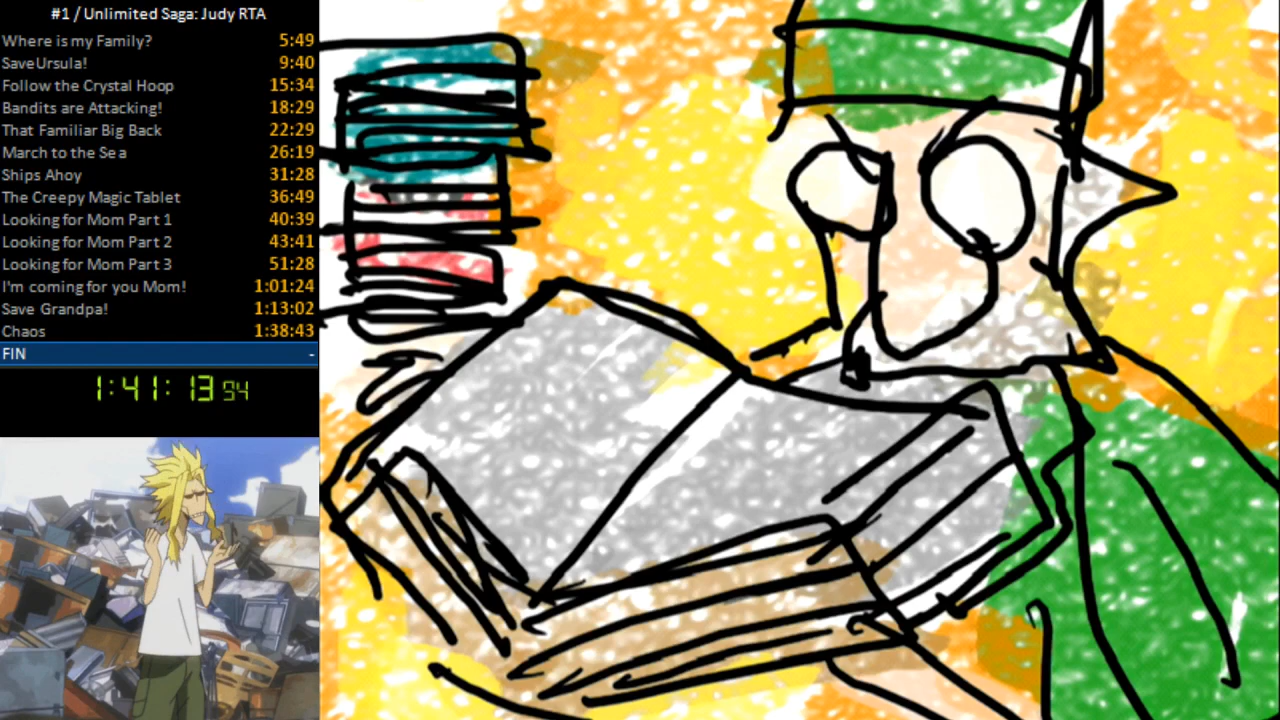 #1 / Unlimited Saga: Judy RTA
Where is my Family? 5:49
Save Ursula! 9:40
Follow the Crystal Hoop 15:34
Bandits are Attacking! 18:29
That Familiar Big Back 22:29
March to the Sea 26:19
Ships Ahoy 31:28
The Creepy Magic Tablet 36:49
Looking for Mom Part 1 40:39
Looking for Mom Part 2 43:41
Looking for Mom Part 3 51:28
I'm coming for you Mom! 1:01:24
Save Grandpa! 1:13:02
Chaos 1:38:43
FIN -
1:41:13 94